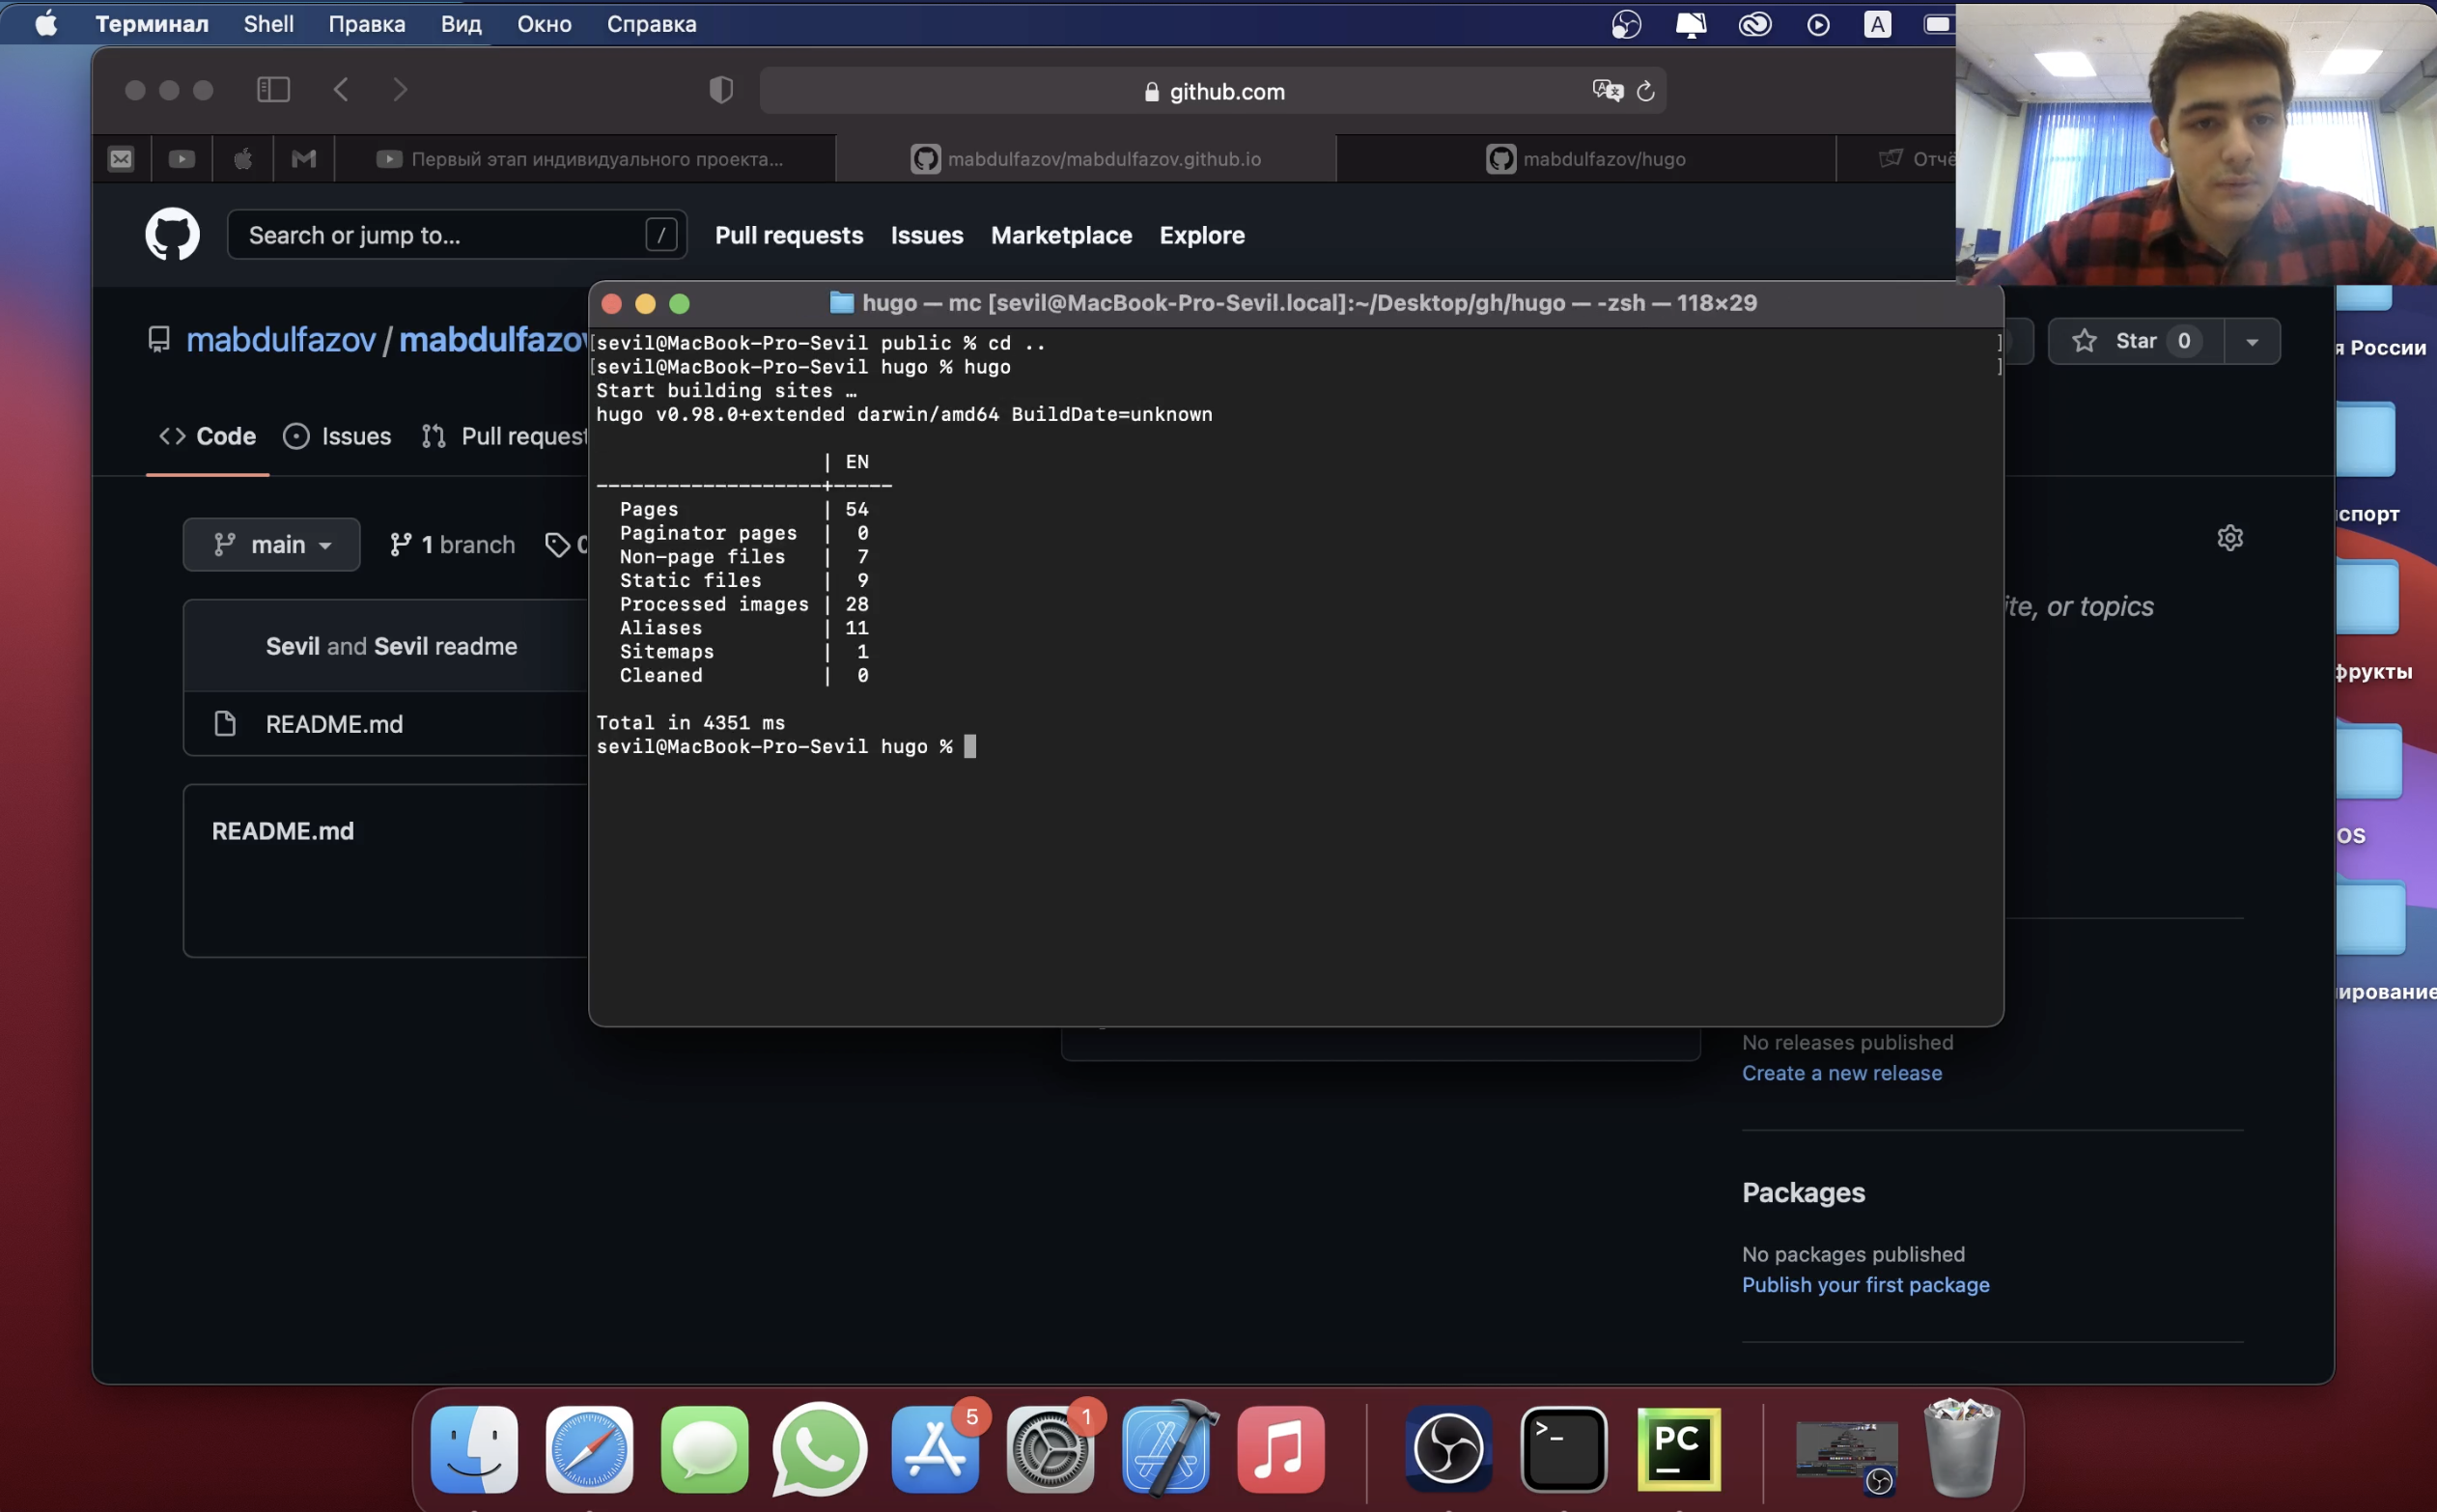 Терминал Shell Правка Вид Окно Справка A
github.com
Первый этап индивидуального проекта... mabdulfazov/mabdulfazov.github.io mabdulfazov/hugo Отчё
Search or jump to... / Pull requests Issues Marketplace Explore
hugo — mc [sevil@MacBook-Pro-Sevil.local]:~/Desktop/gh/hugo — -zsh — 118×29
mabdulfazov / mabdulfazov Star 0
я России
[sevil@MacBook-Pro-Sevil public % cd .. ]
[sevil@MacBook-Pro-Sevil hugo % hugo ]
Start building sites …
hugo v0.98.0+extended darwin/amd64 BuildDate=unknown
| EN
-------------------+-----
Pages | 54
Paginator pages | 0
Non-page files | 7
Static files | 9
Processed images | 28
Aliases | 11
Sitemaps | 1
Cleaned | 0
Total in 4351 ms
sevil@MacBook-Pro-Sevil hugo %
<> Code Issues Pull request
main 1 branch 0
спорт
ite, or topics
Sevil and Sevil readme
фрукты
README.md
README.md
OS
ирование
No releases published
Create a new release
Packages
No packages published
Publish your first package
5 1 >_ PC